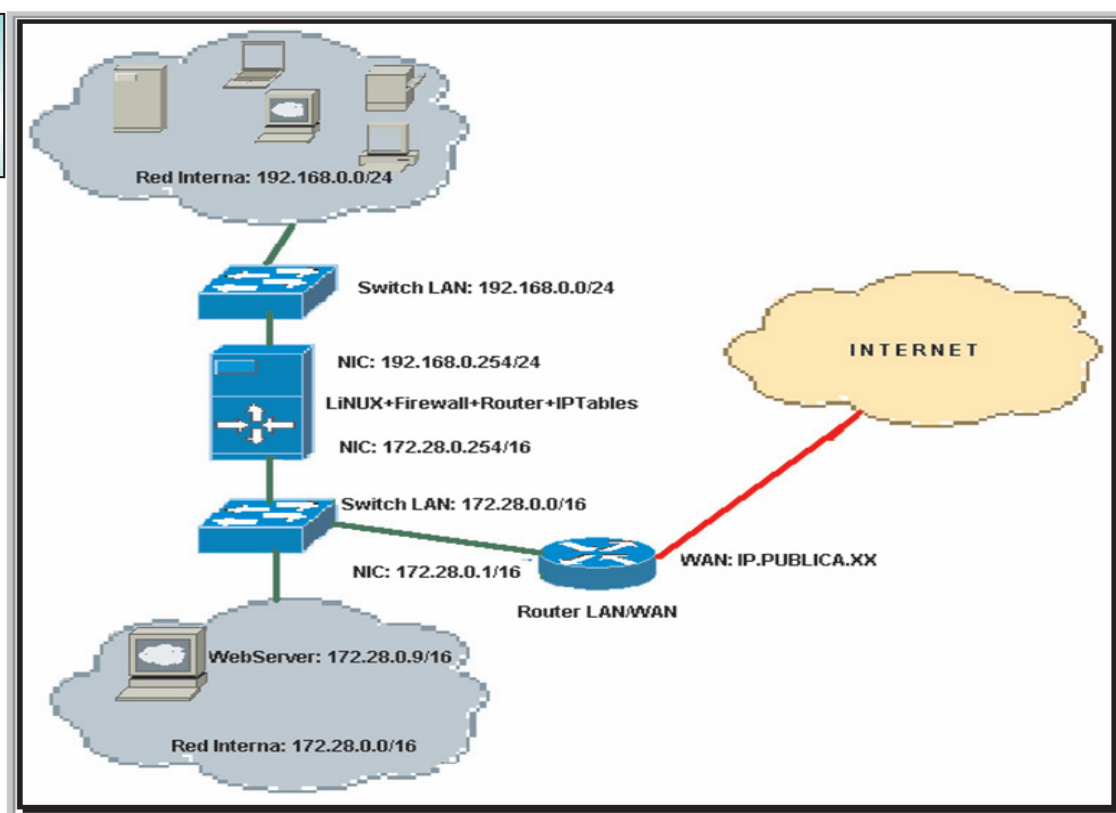 Red Interna: 192.168.0.0/24
Switch LAN: 192.168.0.0/24
NIC: 192.168.0.254/24
LiNUX+Firewall+Router+IPTables
NIC: 172.28.0.254/16
Switch LAN: 172.28.0.0/16
NIC: 172.28.0.1/16
Router LAN/WAN
WAN: IP.PUBLICA.XX
INTERNET
WebServer: 172.28.0.9/16
Red Interna: 172.28.0.0/16